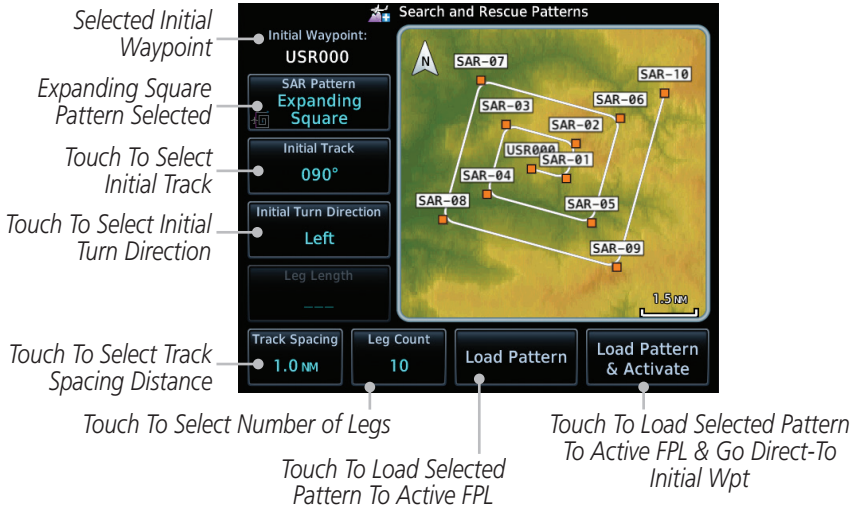 Search and Rescue Patterns
Selected Initial
Waypoint
Initial Waypoint:
USR000
Expanding Square
Pattern Selected
SAR Pattern
Expanding
Square
Touch To Select
Initial Track
Initial Track
090°
Touch To Select Initial
Turn Direction
Initial Turn Direction
Left
Leg Length
___
N
SAR-07
SAR-10
SAR-03
SAR-06
SAR-02
USR000
SAR-01
SAR-04
SAR-08
SAR-05
SAR-09
1.5 NM
Touch To Select Track
Spacing Distance
Track Spacing
1.0 NM
Leg Count
10
Load Pattern
Load Pattern
& Activate
Touch To Select Number of Legs
Touch To Load Selected
Pattern To Active FPL
Touch To Load Selected Pattern
To Active FPL & Go Direct-To
Initial Wpt